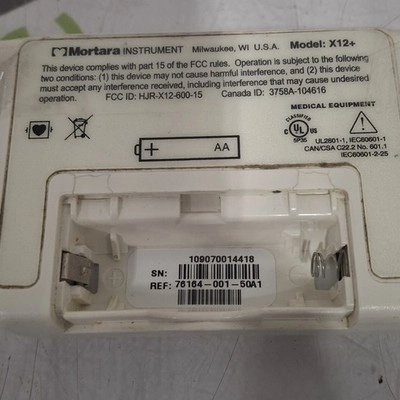 Mortara INSTRUMENT Milwaukee, WI U.S.A. Model: X12+
This device complies with part 15 of the FCC rules. Operation is subject to the following
two conditions: (1) this device may not cause harmful interference, and (2) this device
must accept any interference received, including interference
that may cause undesired operation.
FCC ID: HJR-X12-600-15 Canada ID: 3758A-104616
MEDICAL EQUIPMENT
CLASSIFIED
C UL US
5P35
UL2601-1, IEC60601-1
CAN/CSA C22.2 No. 601.1
IEC60601-2-25
+ AA
109070014418
SN:
REF: 76164-001-50A1